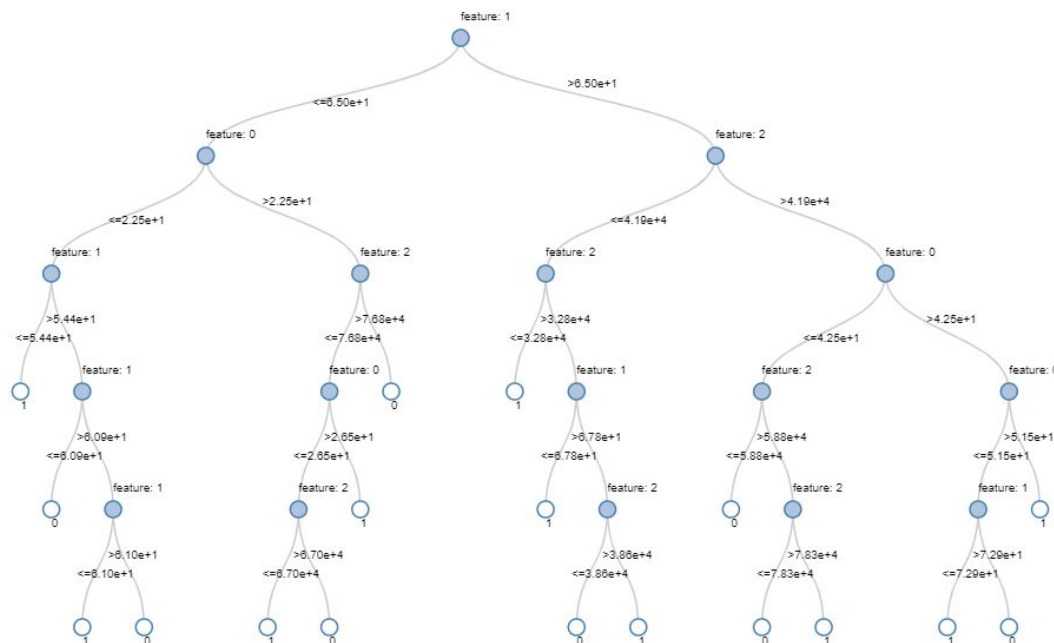 feature: 1
<=6.50e+1
>6.50e+1
feature: 0
feature: 2
<=2.25e+1
>2.25e+1
<=4.19e+4
>4.19e+4
feature: 1
feature: 2
feature: 2
feature: 0
<=5.44e+1
>5.44e+1
<=7.68e+4
>7.68e+4
<=3.28e+4
>3.28e+4
<=4.25e+1
>4.25e+1
1
feature: 1
feature: 0
0
1
feature: 1
feature: 2
feature: 0
<=6.09e+1
>6.09e+1
<=2.65e+1
>2.65e+1
<=6.78e+1
>6.78e+1
<=5.88e+4
>5.88e+4
<=5.15e+1
>5.15e+1
0
feature: 1
feature: 2
1
1
feature: 2
0
feature: 2
feature: 1
1
<=6.10e+1
>6.10e+1
<=6.70e+4
>6.70e+4
<=3.86e+4
>3.86e+4
<=7.83e+4
>7.83e+4
<=7.29e+1
>7.29e+1
1
0
1
0
0
1
0
1
1
0